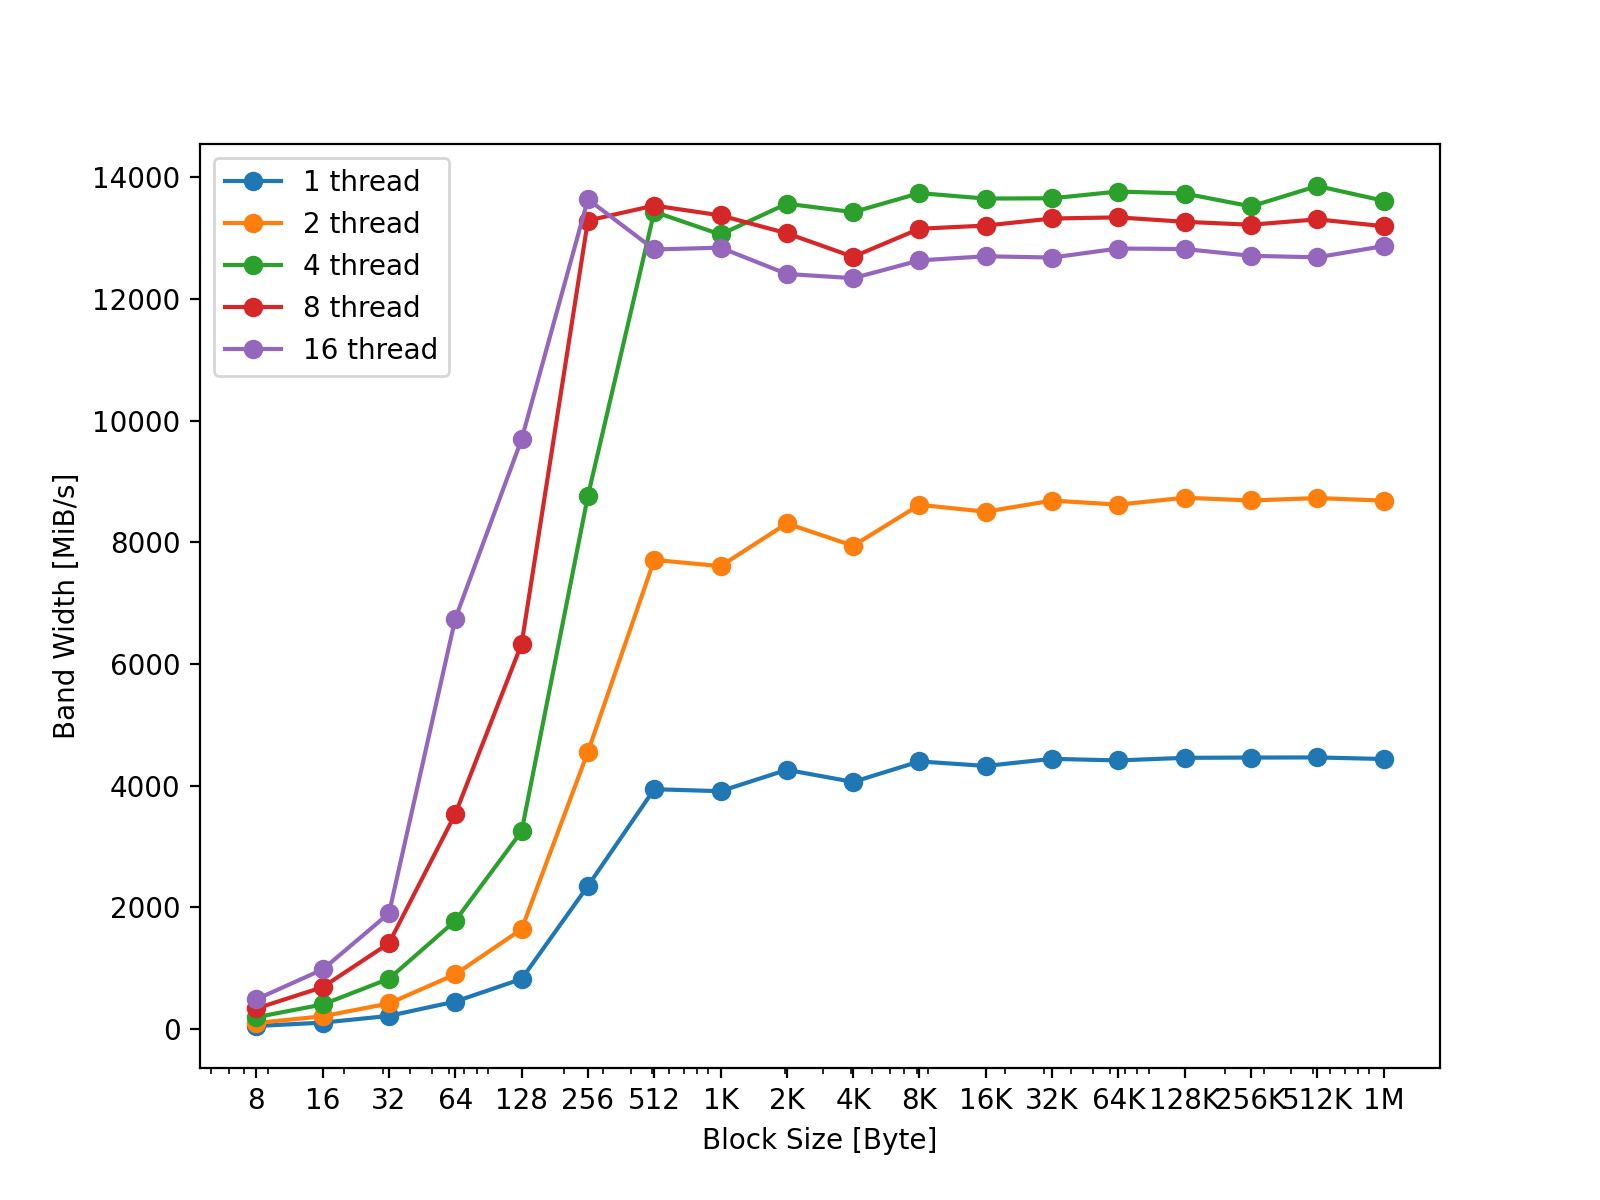 14000
12000
10000
8000
6000
4000
2000
0
Band Width [MiB/s]
1 thread
2 thread
4 thread
8 thread
16 thread
8 16 32 64 128 256 512 1K 2K 4K 8K 16K 32K 64K 128K 256K 512K 1M
Block Size [Byte]